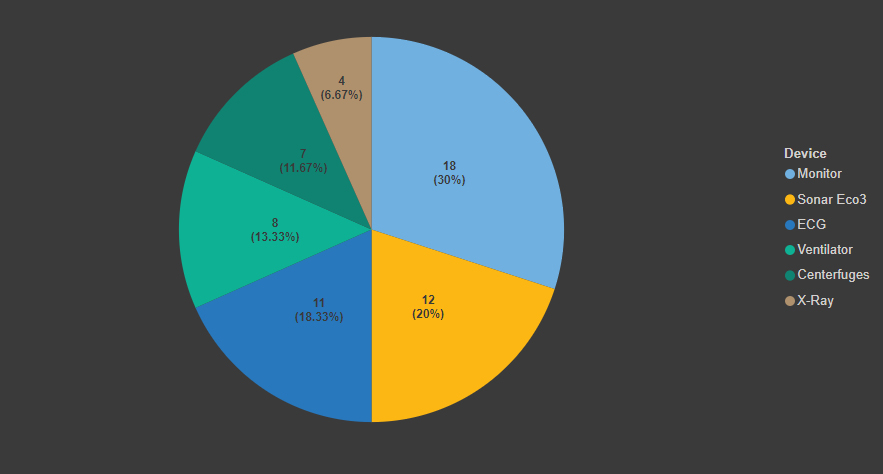 4
(6.67%)
18
(30%)
7
(11.67%)
8
(13.33%)
12
(20%)
11
(18.33%)
Device
Monitor
Sonar Eco3
ECG
Ventilator
Centerfuges
X-Ray